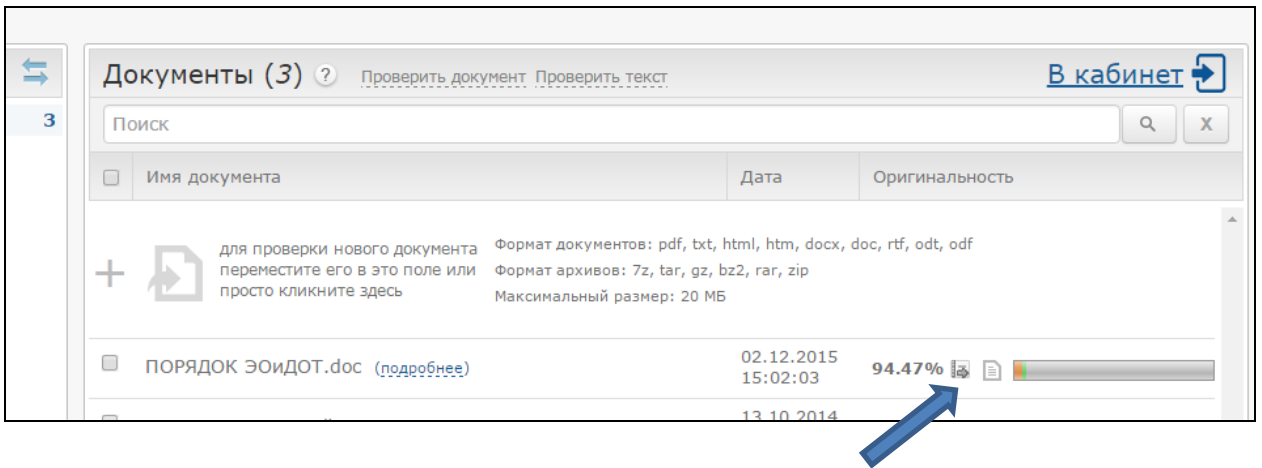 Документы (3) ? Проверить документ Проверить текст В кабинет
3
Поиск X
Имя документа Дата Оригинальность
для проверки нового документа
переместите его в это поле или
просто кликните здесь
Формат документов: pdf, txt, html, htm, docx, doc, rtf, odt, odf
Формат архивов: 7z, tar, gz, bz2, rar, zip
Максимальный размер: 20 МБ
ПОРЯДОК ЭОиДОТ.doc (подробнее) 02.12.2015
15:02:03 94.47%
13.10.2014